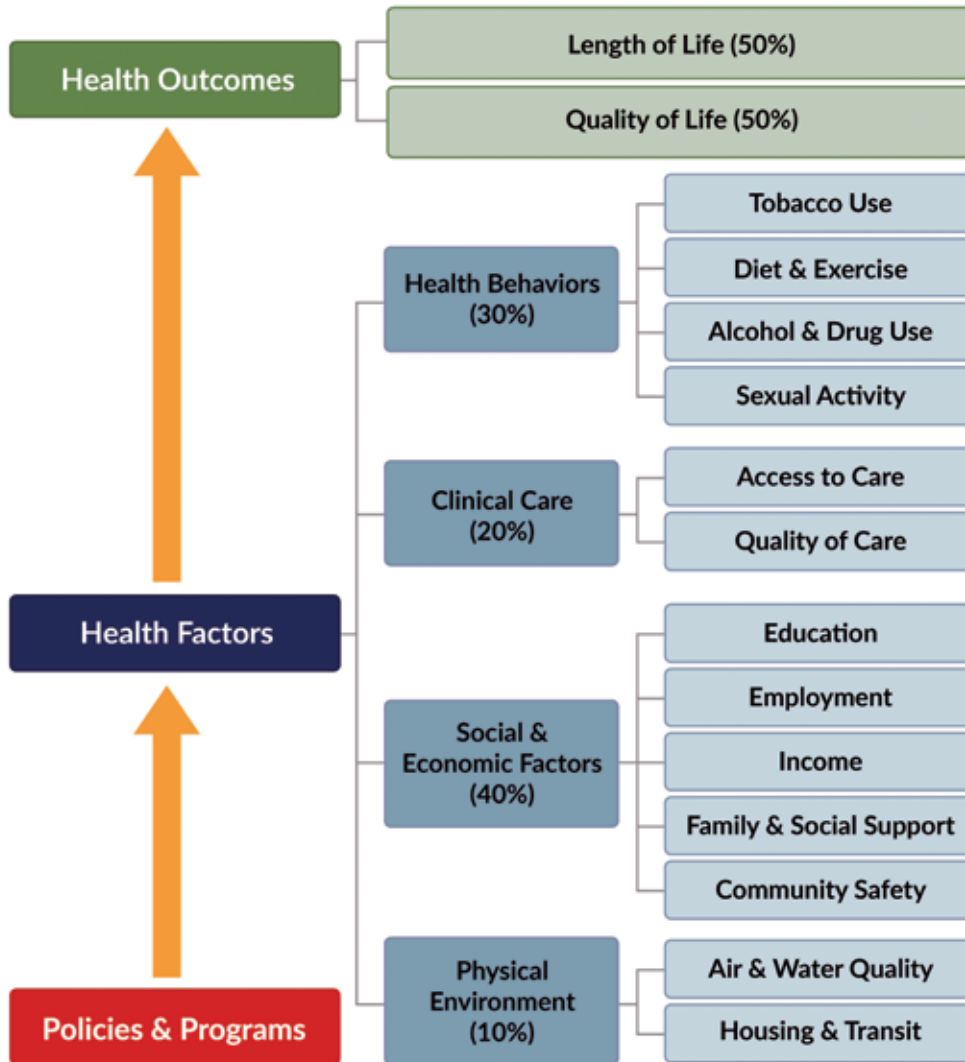 Health Outcomes
Length of Life (50%)
Quality of Life (50%)
Health Factors
Health Behaviors
(30%)
Tobacco Use
Diet & Exercise
Alcohol & Drug Use
Sexual Activity
Clinical Care
(20%)
Access to Care
Quality of Care
Social &
Economic Factors
(40%)
Education
Employment
Income
Family & Social Support
Community Safety
Physical
Environment
(10%)
Air & Water Quality
Housing & Transit
Policies & Programs